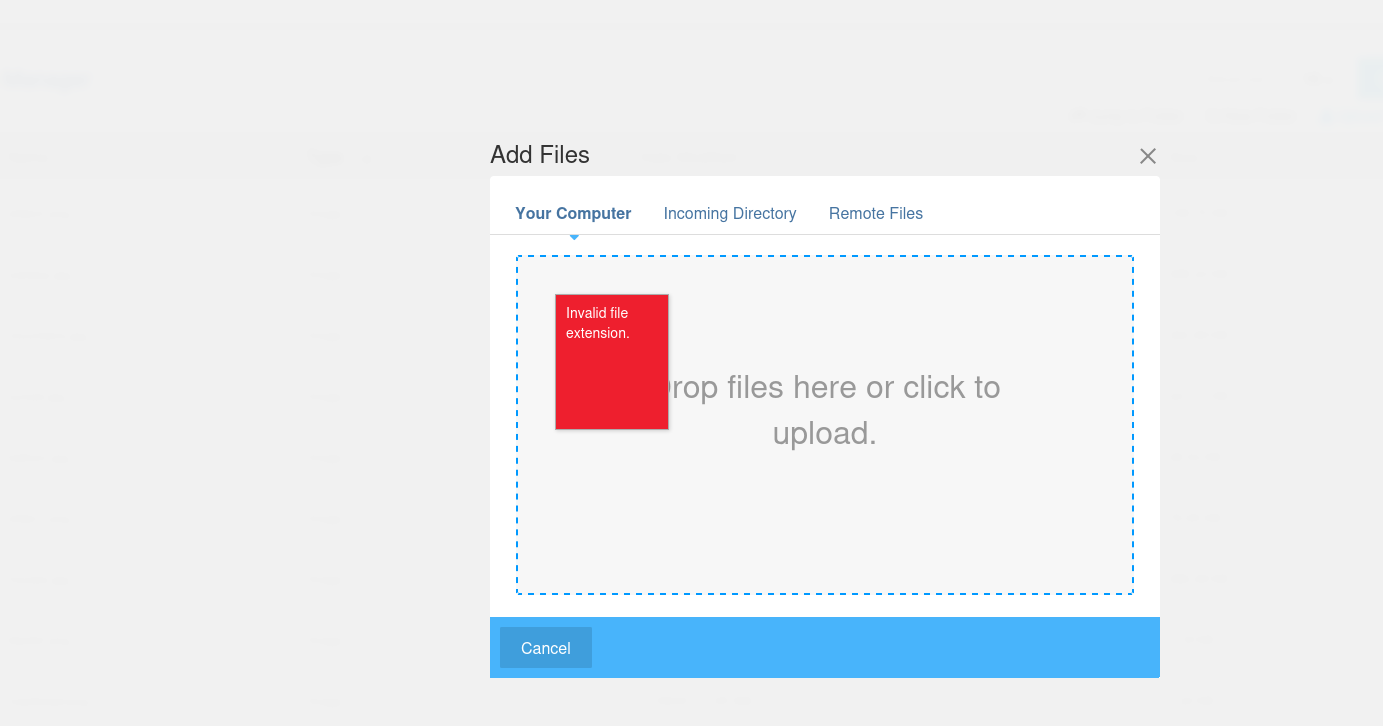 Add Files
Your Computer Incoming Directory Remote Files
Invalid file
extension.
rop files here or click to
upload.
Cancel